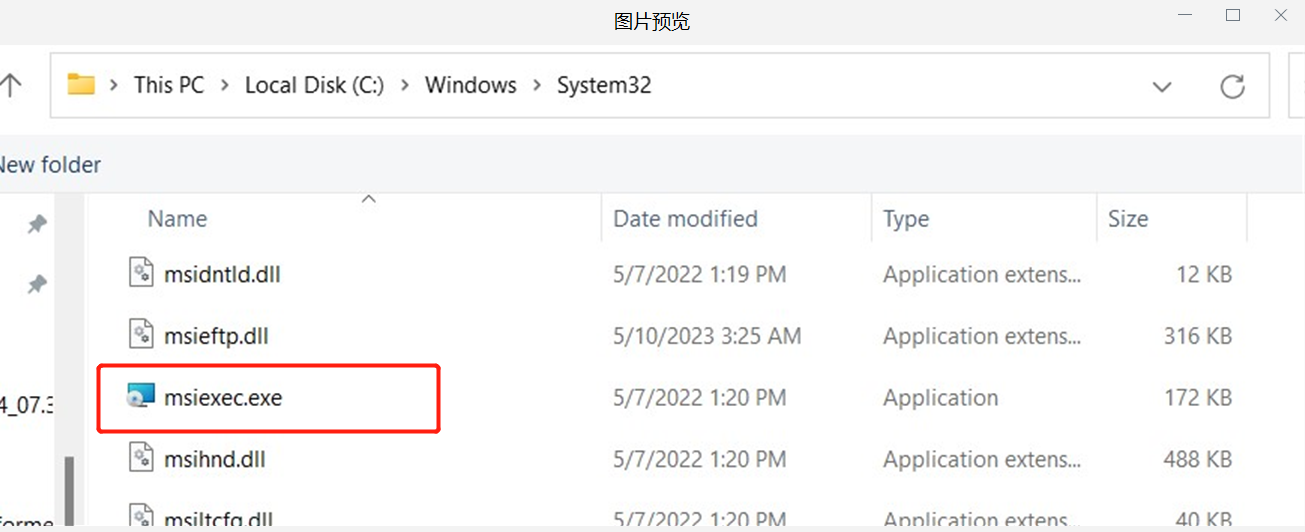 图片预览
This PC > Local Disk (C:) > Windows > System32
New folder
Name Date modified Type Size
msidntld.dll 5/7/2022 1:19 PM Application extens... 12 KB
msieftp.dll 5/10/2023 3:25 AM Application extens... 316 KB
4_07.3
msiexec.exe 5/7/2022 1:20 PM Application 172 KB
msihnd.dll 5/7/2022 1:20 PM Application extens... 488 KB
msiltcfg.dll 5/7/2022 1:20 PM Application extens... 40 KB